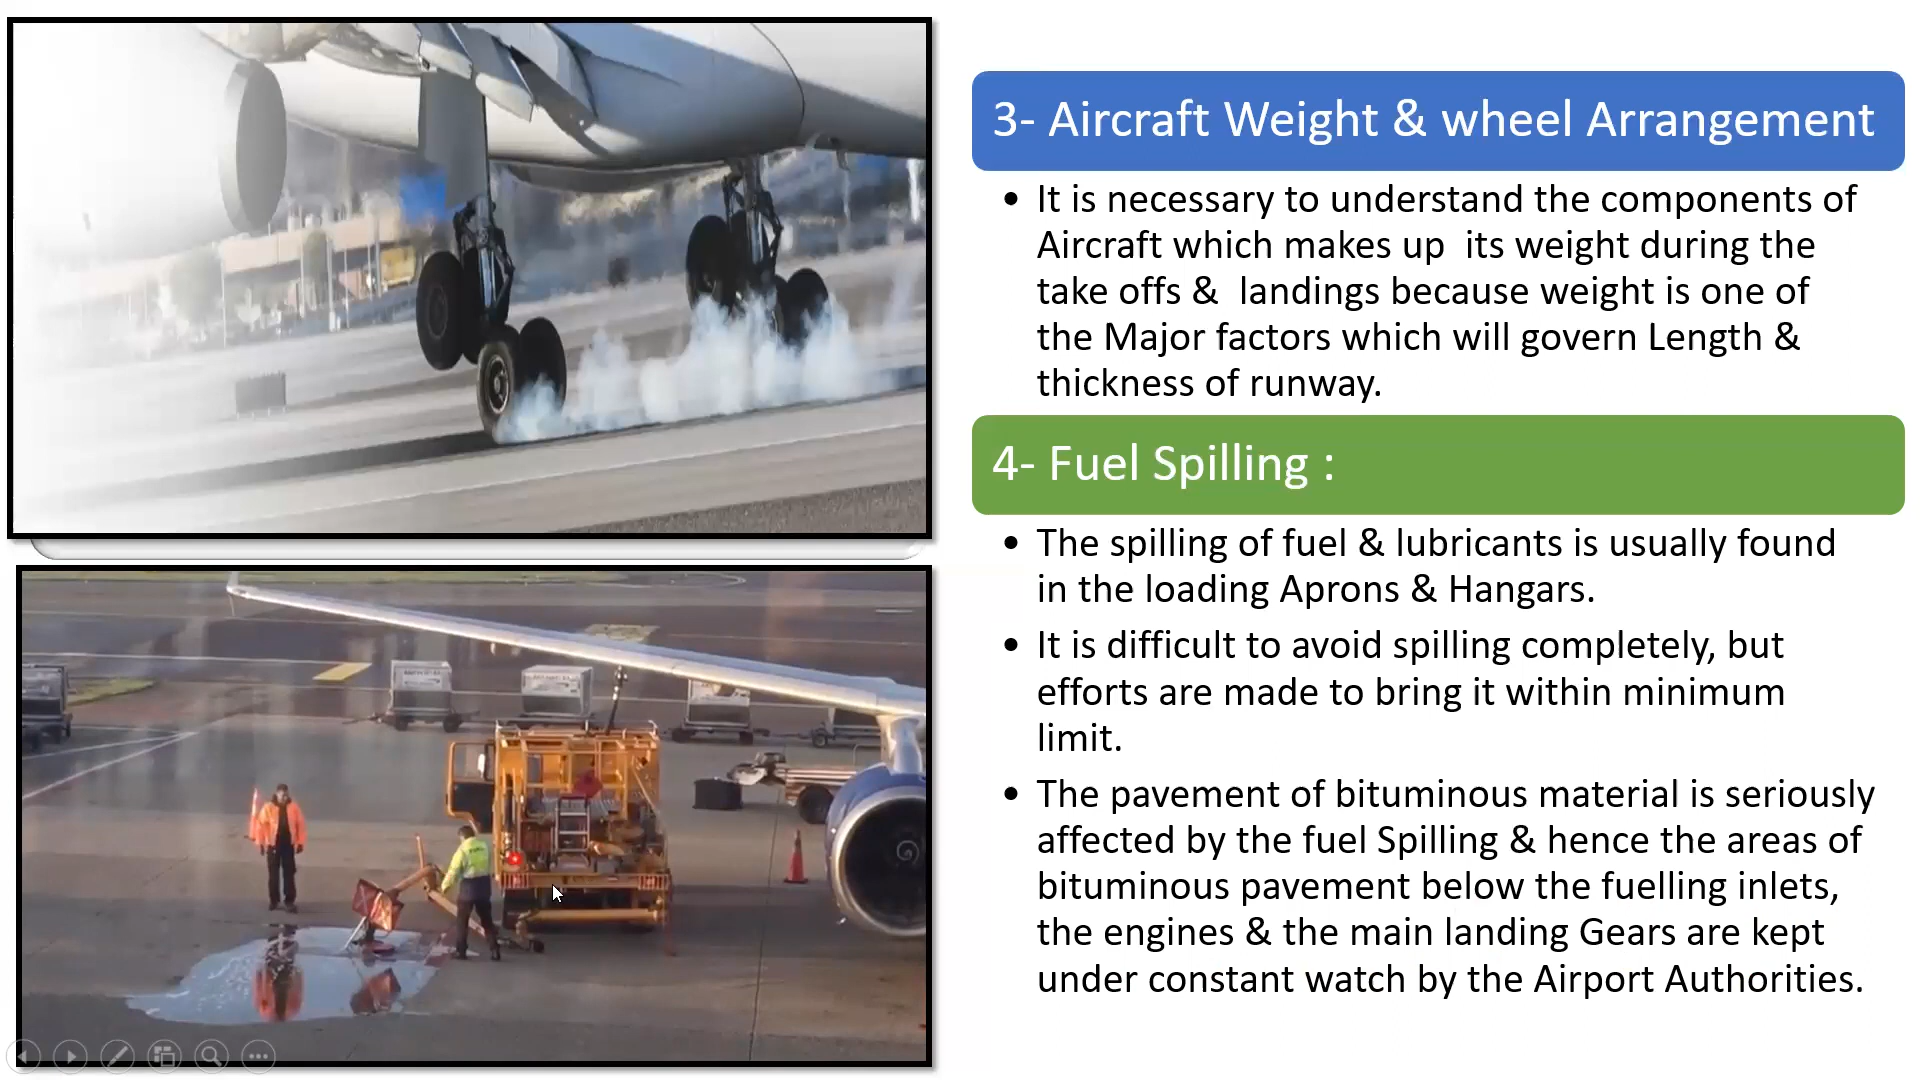 3- Aircraft Weight & wheel Arrangement
• It is necessary to understand the components of
Aircraft which makes up  its weight during the
take offs &  landings because weight is one of
the Major factors which will govern Length &
thickness of runway.
4- Fuel Spilling :
• The spilling of fuel & lubricants is usually found
in the loading Aprons & Hangars.
• It is difficult to avoid spilling completely, but
efforts are made to bring it within minimum
limit.
• The pavement of bituminous material is seriously
affected by the fuel Spilling & hence the areas of
bituminous pavement below the fuelling inlets,
the engines & the main landing Gears are kept
under constant watch by the Airport Authorities.